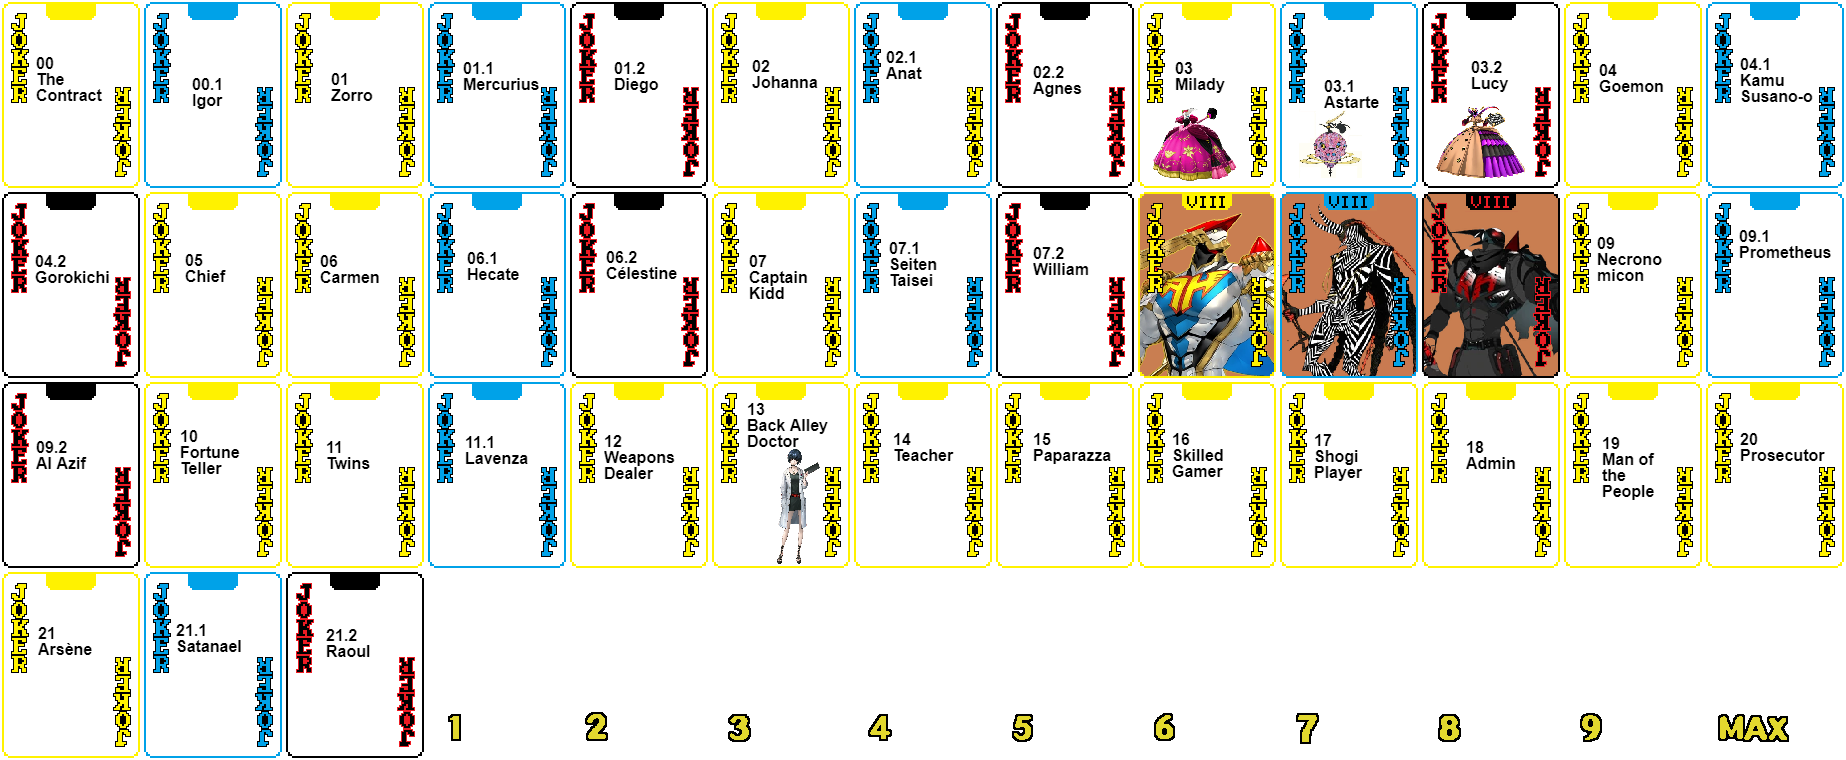 JOKER
00
The
Contract
JOKER
JOKER
00.1
Igor
JOKER
JOKER
01
Zorro
JOKER
JOKER
01.1
Mercurius
JOKER
JOKER
01.2
Diego
JOKER
JOKER
02
Johanna
JOKER
JOKER
02.1
Anat
JOKER
JOKER
02.2
Agnes
JOKER
JOKER
03
Milady
JOKER
JOKER
03.1
Astarte
JOKER
JOKER
03.2
Lucy
JOKER
JOKER
04
Goemon
JOKER
JOKER
04.1
Kamu
Susano-o
JOKER
JOKER
04.2
Gorokichi
JOKER
JOKER
05
Chief
JOKER
JOKER
06
Carmen
JOKER
JOKER
06.1
Hecate
JOKER
JOKER
06.2
Célestine
JOKER
JOKER
07
Captain
Kidd
JOKER
JOKER
07.1
Seiten
Taisei
JOKER
JOKER
07.2
William
JOKER
VIII
JOKER
JOKER
VIII
JOKER
JOKER
VIII
JOKER
JOKER
JOKER
09
Necrono
micon
JOKER
JOKER
09.1
Prometheus
JOKER
JOKER
09.2
Al Azif
JOKER
JOKER
10
Fortune
Teller
JOKER
JOKER
11
Twins
JOKER
JOKER
11.1
Lavenza
JOKER
JOKER
12
Weapons
Dealer
JOKER
JOKER
13
Back Alley
Doctor
JOKER
JOKER
14
Teacher
JOKER
JOKER
15
Paparazza
JOKER
JOKER
16
Skilled
Gamer
JOKER
JOKER
17
Shogi
Player
JOKER
JOKER
18
Admin
JOKER
JOKER
19
Man of
the
People
JOKER
JOKER
20
Prosecutor
JOKER
JOKER
21
Arsène
JOKER
JOKER
21.1
Satanael
JOKER
JOKER
21.2
Raoul
JOKER
1 2 3 4 5 6 7 8 9 MAX